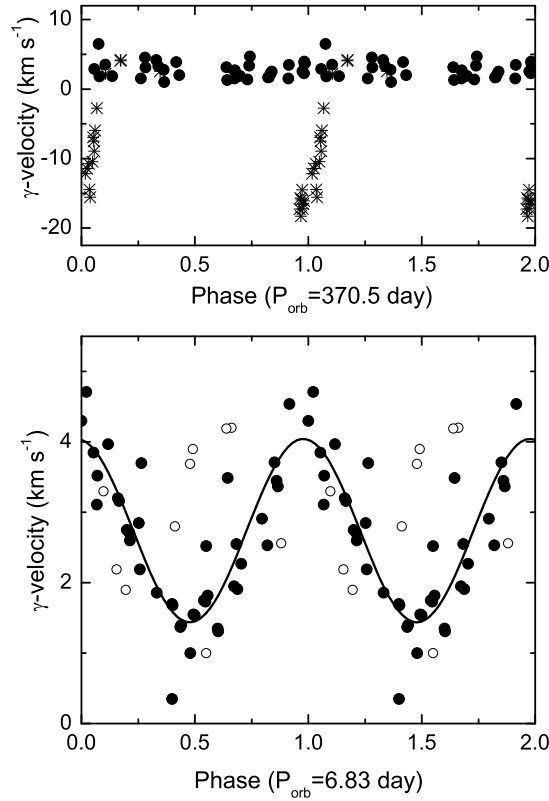 10
0
-10
-20
γ-velocity (km s⁻¹)
0.0 0.5 1.0 1.5 2.0
Phase (P_orb=370.5 day)
4
2
0
γ-velocity (km s⁻¹)
0.0 0.5 1.0 1.5 2.0
Phase (P_orb=6.83 day)